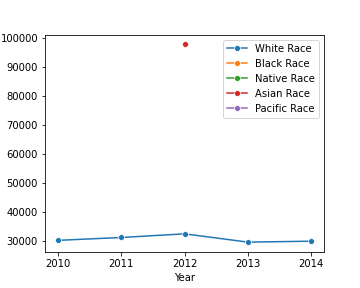 100000
90000
80000
70000
60000
50000
40000
30000
White Race
Black Race
Native Race
Asian Race
Pacific Race
2010 2011 2012 2013 2014
Year